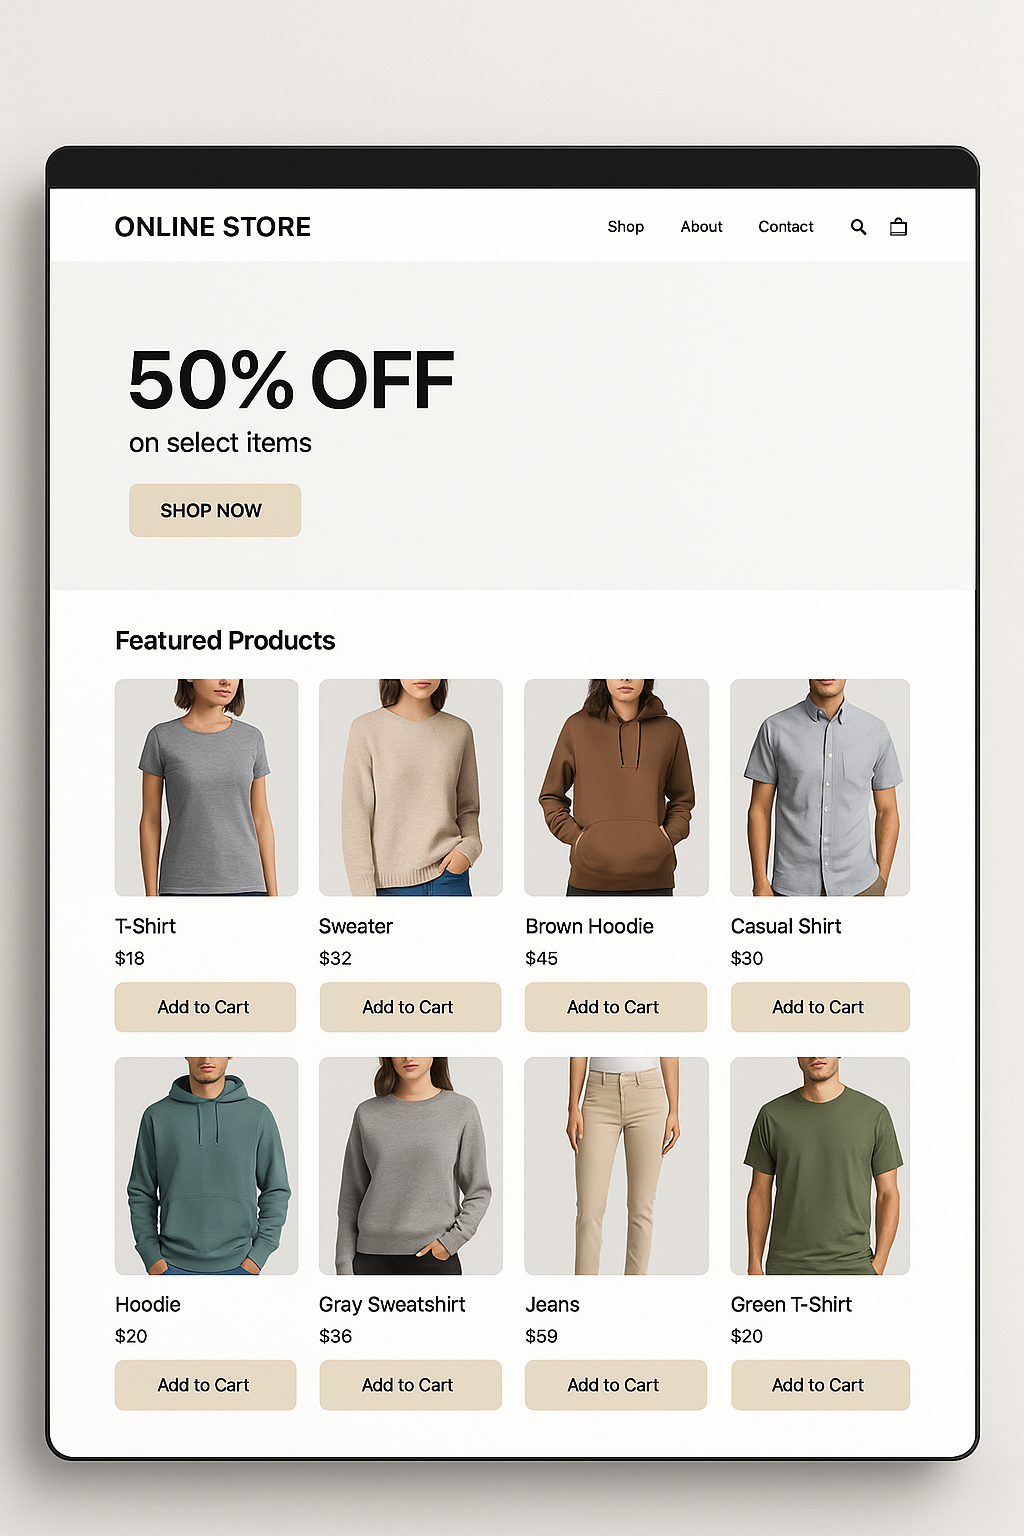 ONLINE STORE
Shop About Contact
50% OFF
on select items
SHOP NOW
Featured Products
T-Shirt
$18
Add to Cart
Sweater
$32
Add to Cart
Brown Hoodie
$45
Add to Cart
Casual Shirt
$30
Add to Cart
Hoodie
$20
Add to Cart
Gray Sweatshirt
$36
Add to Cart
Jeans
$59
Add to Cart
Green T-Shirt
$20
Add to Cart